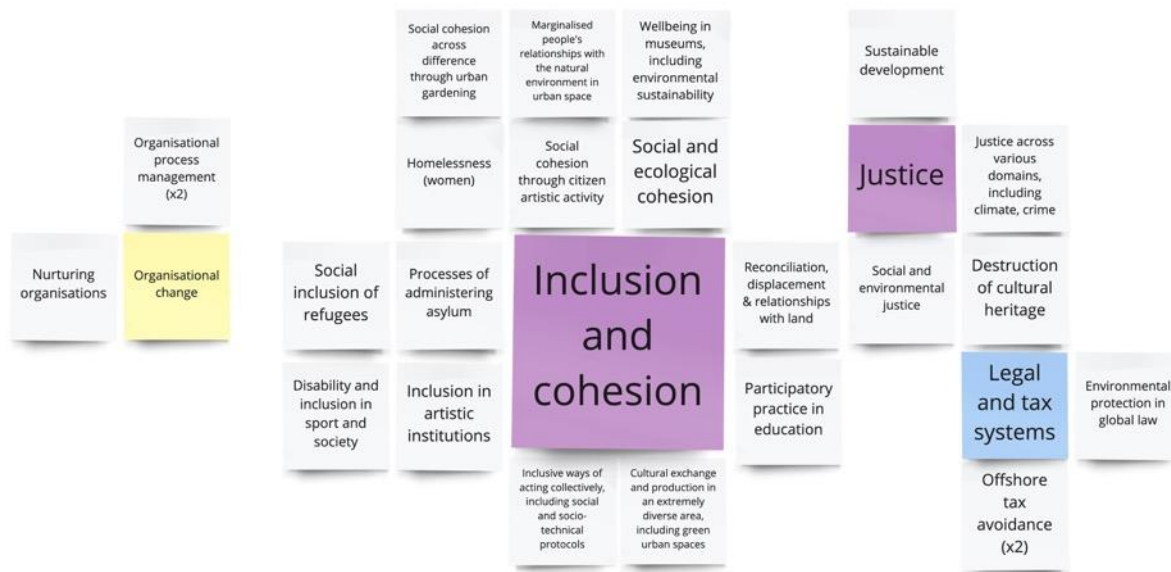 Social cohesion
across
difference
through urban
gardening
Marginalised
people's
relationships with
the natural
environment in
urban space
Wellbeing in
museums,
including
environmental
sustainability
Sustainable
development
Organisational
process
management
(x2)
Homelessness
(women)
Social
cohesion
through citizen
artistic activity
Social and
ecological
cohesion
Justice
Justice across
various
domains,
including
climate, crime
Nurturing
organisations
Organisational
change
Social
inclusion of
refugees
Processes of
administering
asylum
Inclusion
and
cohesion
Reconciliation,
displacement
& relationships
with land
Social and
environmental
justice
Destruction
of cultural
heritage
Disability and
inclusion in
sport and
society
Inclusion in
artistic
institutions
Participatory
practice in
education
Legal
and tax
systems
Environmental
protection in
global law
Inclusive ways of
acting collectively,
including social
and socio-
technical
protocols
Cultural exchange
and production in
an extremely
diverse area,
including green
urban spaces
Offshore
tax
avoidance
(x2)